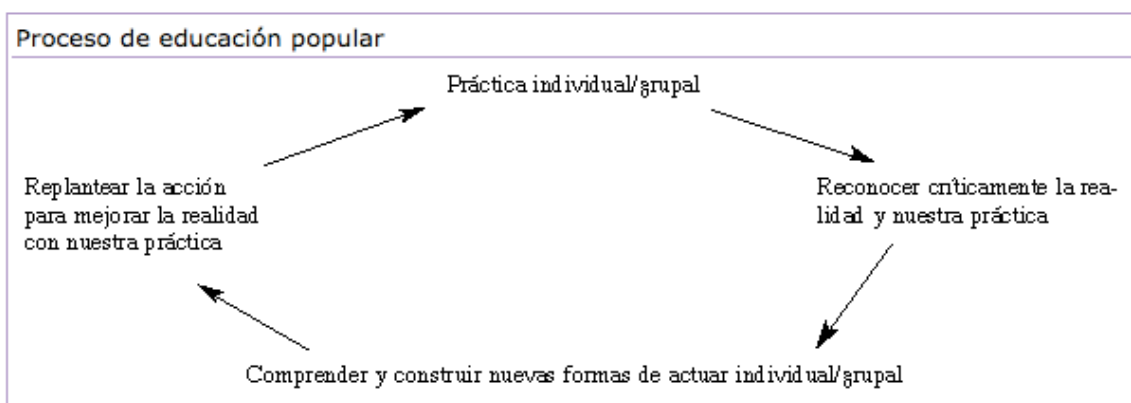 Proceso de educación popular
Práctica individual/grupal
Replantear la acción
para mejorar la realidad
con nuestra práctica
Reconocer críticamente la rea-
lidad y nuestra práctica
Comprender y construir nuevas formas de actuar individual/grupal